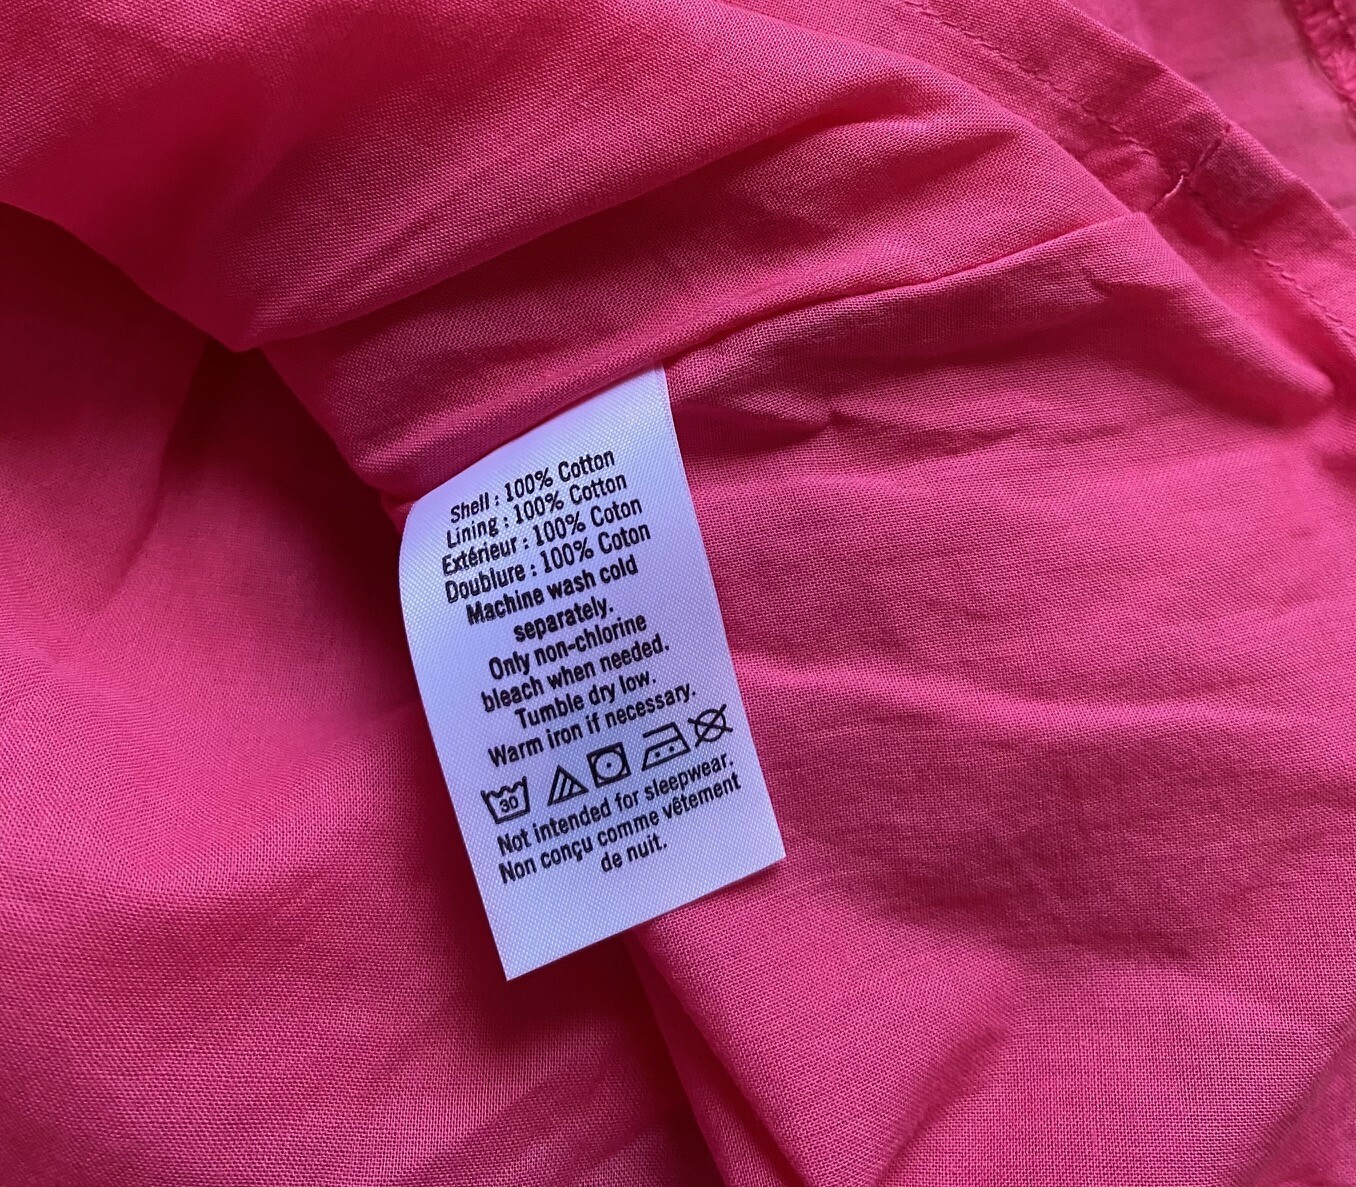 Shell : 100% Cotton
Lining : 100% Cotton
Extérieur : 100% Coton
Doublure : 100% Coton
Machine wash cold
separately.
Only non-chlorine
bleach when needed.
Tumble dry low.
Warm iron if necessary.
30
Not intended for sleepwear.
Non conçu comme vêtement
de nuit.